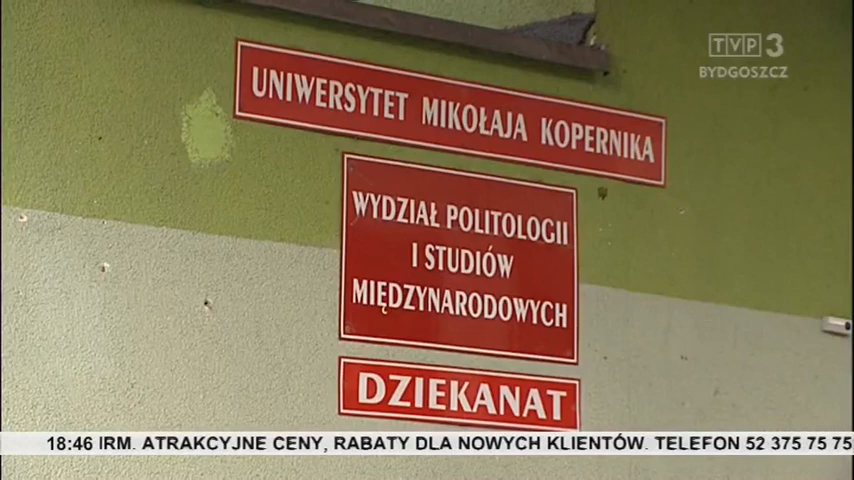 TVP3
BYDGOSZCZ
UNIWERSYTET MIKOŁAJA KOPERNIKA
WYDZIAŁ POLITOLOGII
I STUDIÓW
MIĘDZYNARODOWYCH
DZIEKANAT
18:46 IRM. ATRAKCYJNE CENY, RABATY DLA NOWYCH KLIENTÓW. TELEFON 52 375 75 75